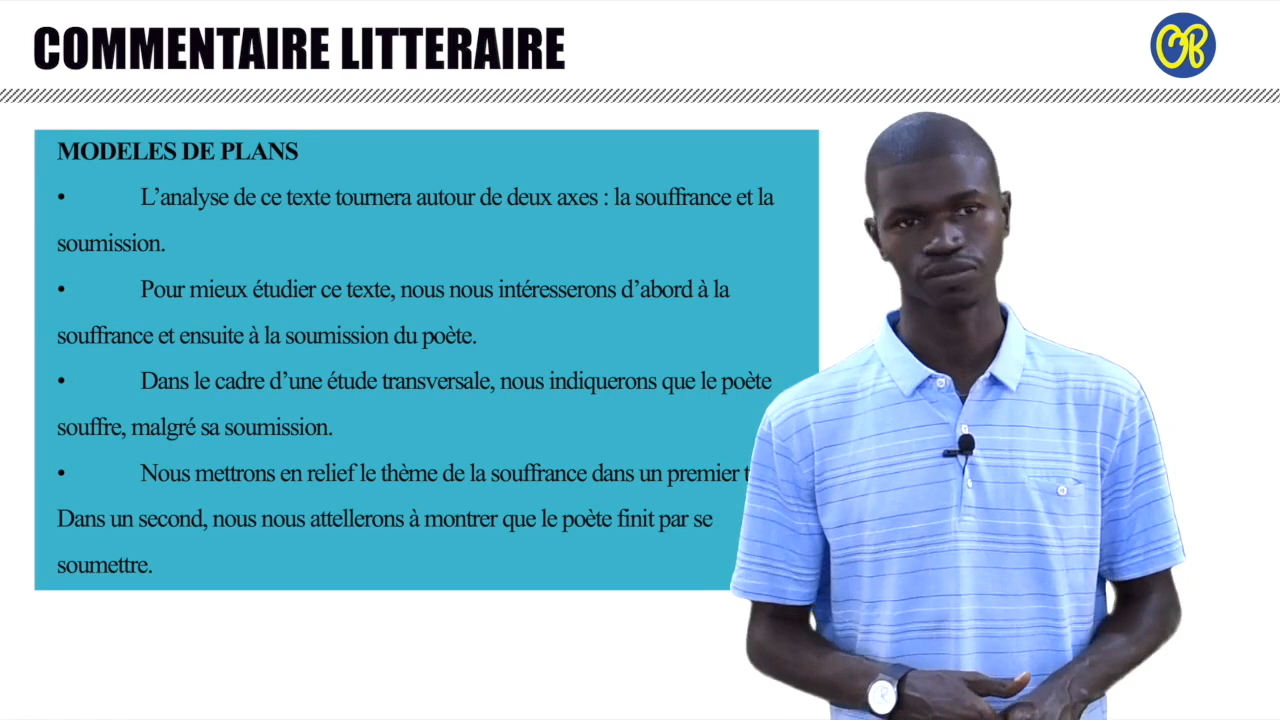 COMMENTAIRE LITTERAIRE
MODELES DE PLANS
• L’analyse de ce texte tournera autour de deux axes : la souffrance et la
soumission.
• Pour mieux étudier ce texte, nous nous intéresserons d’abord à la
souffrance et ensuite à la soumission du poète.
• Dans le cadre d’une étude transversale, nous indiquerons que le poète
souffre, malgré sa soumission.
• Nous mettrons en relief le thème de la souffrance dans un premier
Dans un second, nous nous attellerons à montrer que le poète finit par se
soumettre.